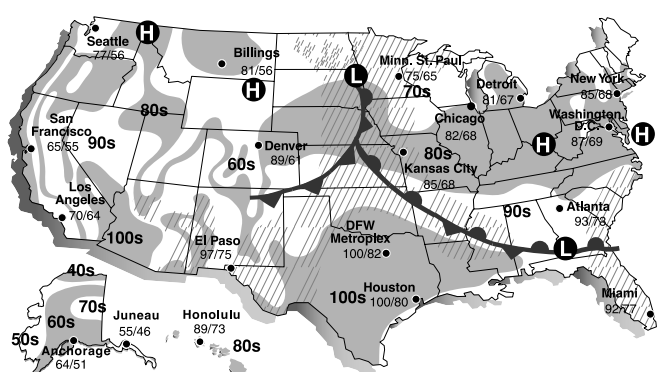 Seattle
77/56
H
Billings
81/56
H
L
Minn. St. Paul
75/65
70s
Detroit
81/67
New York
85/68
80s
San
Francisco
65/55
90s
Chicago
82/68
Washington,
D.C.
87/69
H
H
Denver
89/61
60s
80s
Kansas City
85/68
Los
Angeles
70/64
100s
El Paso
97/75
DFW
Metroplex
100/82
90s
Atlanta
93/73
L
40s
70s
60s
50s
Anchorage
64/51
Juneau
55/46
Honolulu
89/73
80s
100s
Houston
100/80
Miami
92/77